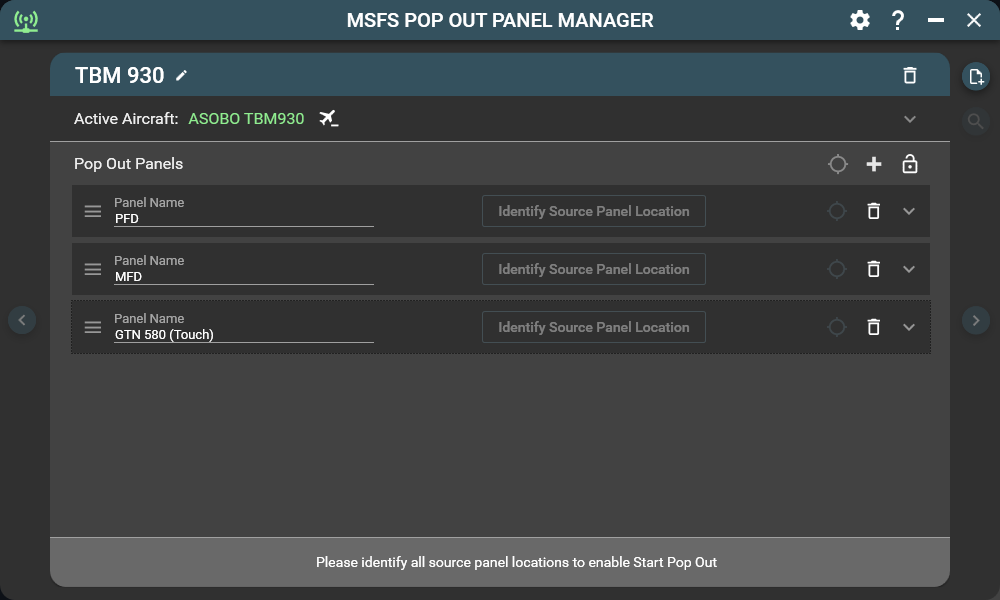 MSFS POP OUT PANEL MANAGER
TBM 930
Active Aircraft: ASOBO TBM930
Pop Out Panels
Panel Name
PFD
Identify Source Panel Location
Panel Name
MFD
Identify Source Panel Location
Panel Name
GTN 580 (Touch)
Identify Source Panel Location
Please identify all source panel locations to enable Start Pop Out